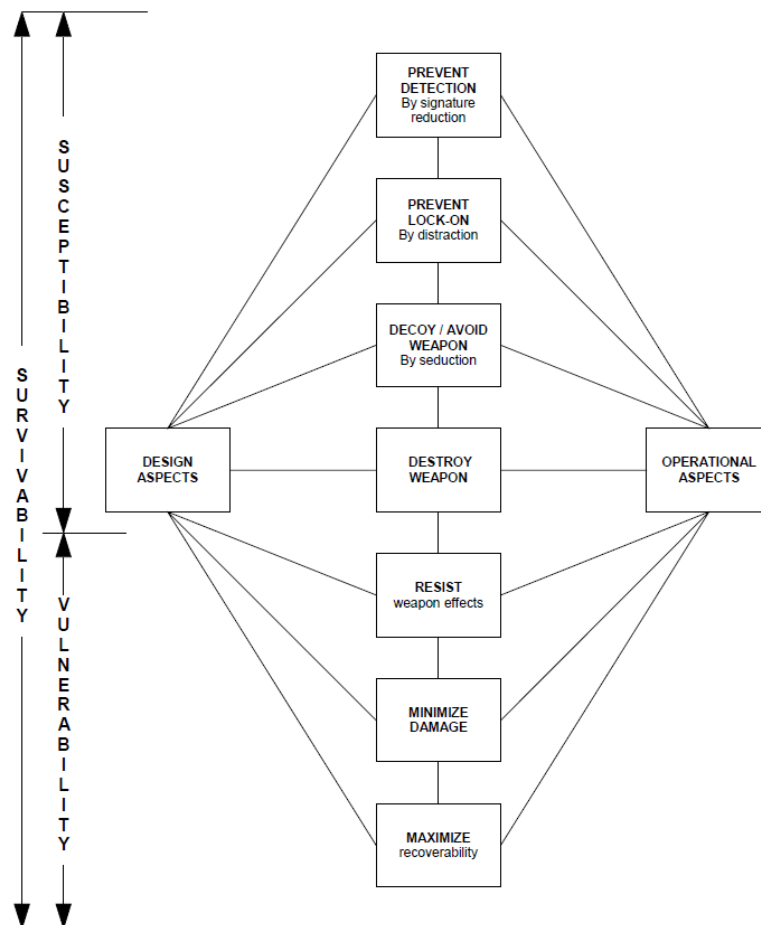 SURVIVABILITY
SUSCEPTIBILITY
VULNERABILITY
PREVENT
DETECTION
By signature
reduction
PREVENT
LOCK-ON
By distraction
DECOY / AVOID
WEAPON
By seduction
DESIGN
ASPECTS
DESTROY
WEAPON
OPERATIONAL
ASPECTS
RESIST
weapon effects
MINIMIZE
DAMAGE
MAXIMIZE
recoverability